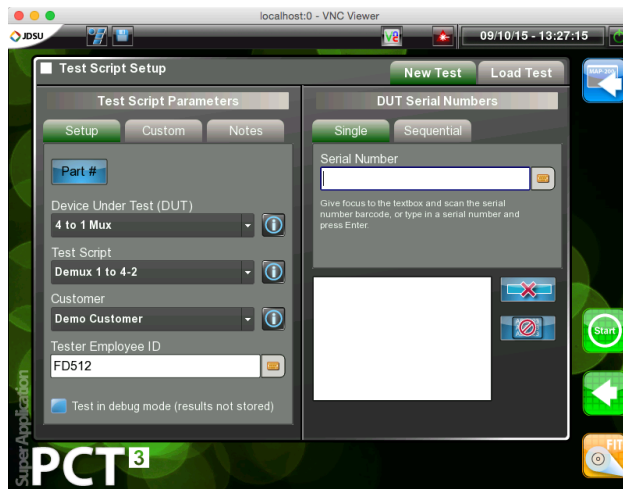 localhost:0 - VNC Viewer
JDSU
09/10/15 - 13:27:15
Test Script Setup
New Test
Load Test
MAP-200
Test Script Parameters
DUT Serial Numbers
Setup
Custom
Notes
Single
Sequential
Part #
Serial Number
Give focus to the textbox and scan the serial
number barcode, or type in a serial number and
press Enter.
Device Under Test (DUT)
4 to 1 Mux
Test Script
Demux 1 to 4-2
Customer
Demo Customer
Tester Employee ID
FD512
Test in debug mode (results not stored)
Start
FIT
Super Application
PCT 3